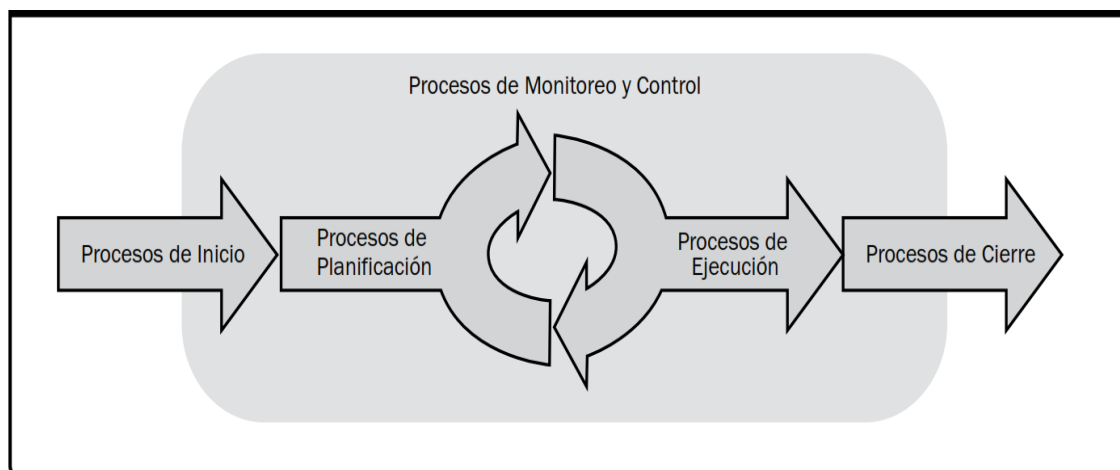 Procesos de Monitoreo y Control
Procesos de Inicio
Procesos de
Planificación
Procesos de
Ejecución
Procesos de Cierre